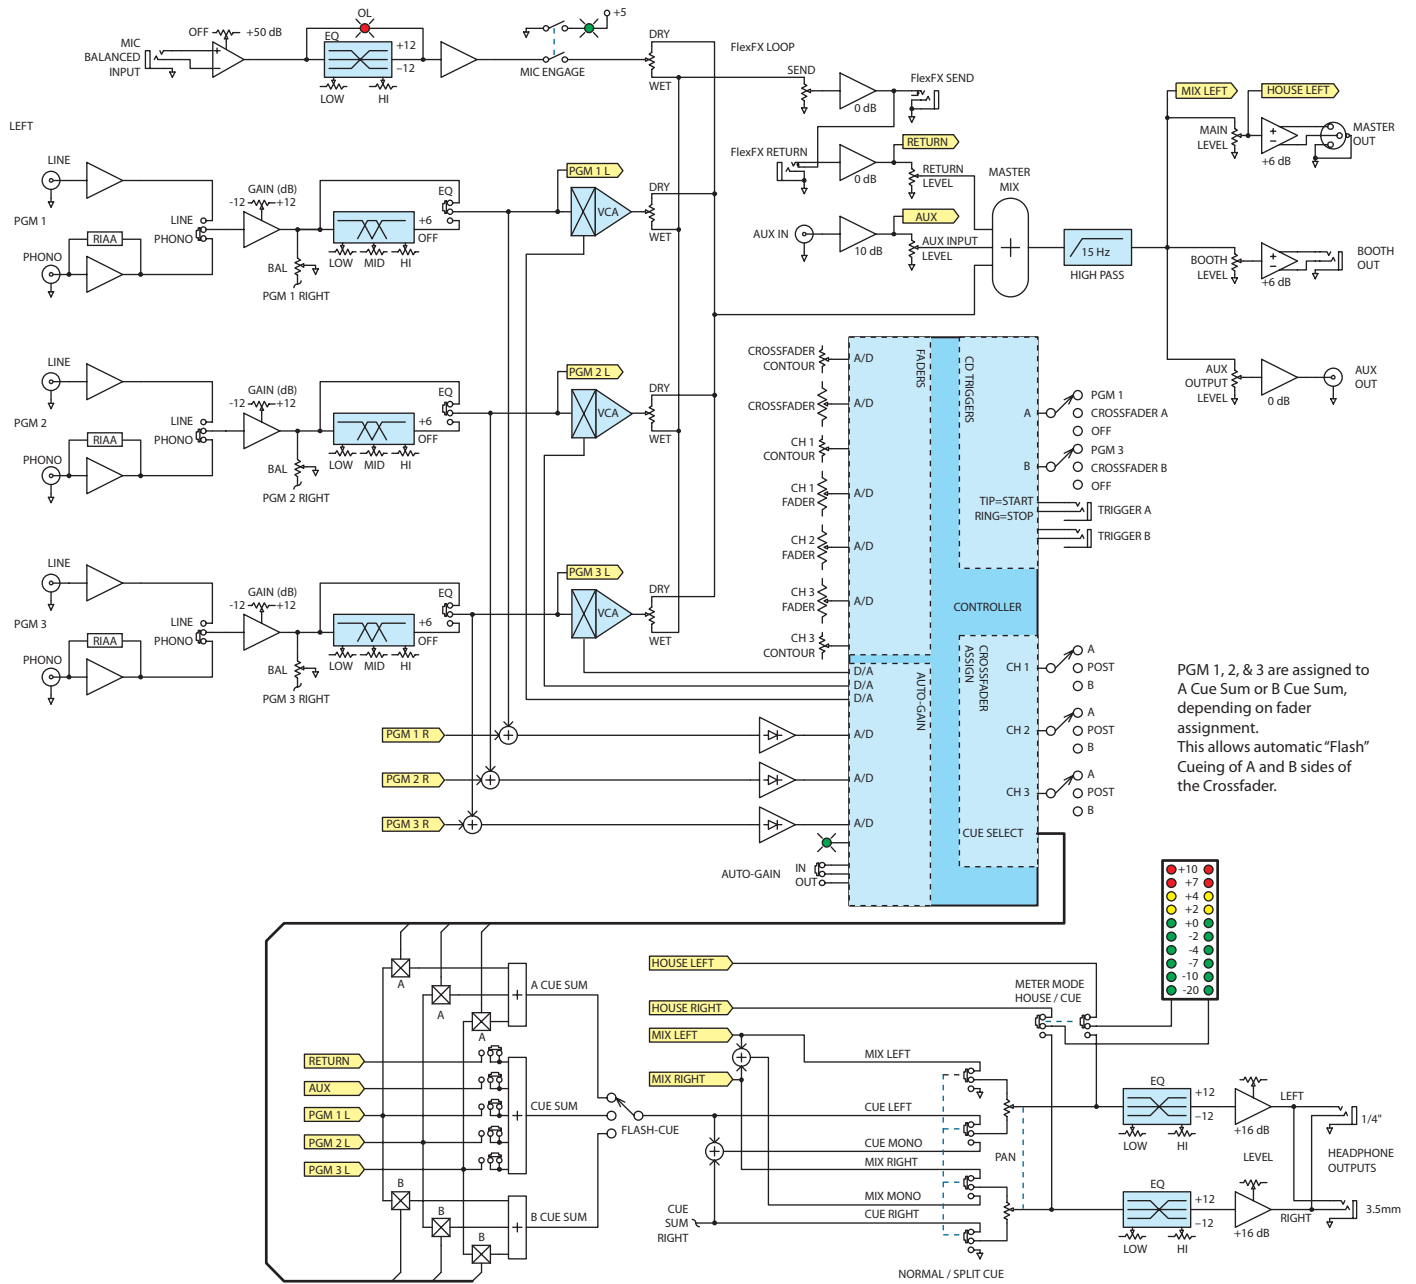 OL
OFF
+50 dB
EQ
+12
−12
MIC
BALANCED
INPUT
LOW
HI
+5
MIC ENGAGE
DRY
WET
FlexFX LOOP
SEND
0 dB
FlexFX SEND
FlexFX RETURN
0 dB
RETURN
RETURN
LEVEL
AUX IN
10 dB
AUX
AUX INPUT
LEVEL
MASTER
MIX
15 Hz
HIGH PASS
MIX LEFT
HOUSE LEFT
MAIN
LEVEL
+6 dB
MASTER
OUT
BOOTH
LEVEL
+6 dB
BOOTH
OUT
AUX
OUTPUT
LEVEL
0 dB
AUX
OUT
LEFT
LINE
PGM 1
RIAA
PHONO
LINE
PHONO
GAIN (dB)
-12
+12
BAL
PGM 1 RIGHT
EQ
+6
OFF
LOW
MID
HI
PGM 1 L
VCA
DRY
WET
LINE
PGM 2
RIAA
PHONO
LINE
PHONO
GAIN (dB)
-12
+12
BAL
PGM 2 RIGHT
EQ
+6
OFF
LOW
MID
HI
PGM 2 L
VCA
DRY
WET
LINE
PGM 3
RIAA
PHONO
LINE
PHONO
GAIN (dB)
-12
+12
BAL
PGM 3 RIGHT
EQ
+6
OFF
LOW
MID
HI
PGM 3 L
VCA
DRY
WET
CROSSFADER
CONTOUR
A/D
CROSSFADER
A/D
CH 1
CONTOUR
CH 1
FADER
A/D
CH 2
FADER
A/D
CH 3
FADER
A/D
CH 3
CONTOUR
FADERS
CD TRIGGERS
A
PGM 1
CROSSFADER A
OFF
B
PGM 3
CROSSFADER B
OFF
TIP=START
RING=STOP
TRIGGER A
TRIGGER B
CONTROLLER
D/A
D/A
D/A
AUTO-GAIN
CROSSFADER
ASSIGN
CH 1
A
POST
B
CH 2
A
POST
B
CH 3
A
POST
B
CUE SELECT
PGM 1 R
A/D
PGM 2 R
A/D
PGM 3 R
A/D
AUTO-GAIN
IN
OUT
PGM 1, 2, & 3 are assigned to
A Cue Sum or B Cue Sum,
depending on fader
assignment.
This allows automatic “Flash”
Cueing of A and B sides of
the Crossfader.
+10
+7
+4
+2
+0
-2
-4
-7
-10
-20
A
A
A
A CUE SUM
RETURN
AUX
PGM 1 L
PGM 2 L
PGM 3 L
CUE SUM
FLASH-CUE
B
B
B
B CUE SUM
HOUSE LEFT
HOUSE RIGHT
MIX LEFT
MIX RIGHT
METER MODE
HOUSE / CUE
MIX LEFT
CUE LEFT
CUE MONO
MIX RIGHT
MIX MONO
CUE RIGHT
CUE
SUM
RIGHT
PAN
NORMAL / SPLIT CUE
EQ
+12
−12
LOW
HI
+16 dB
LEFT
1/4"
LEVEL
HEADPHONE
OUTPUTS
EQ
+12
−12
LOW
HI
+16 dB
RIGHT
3.5mm